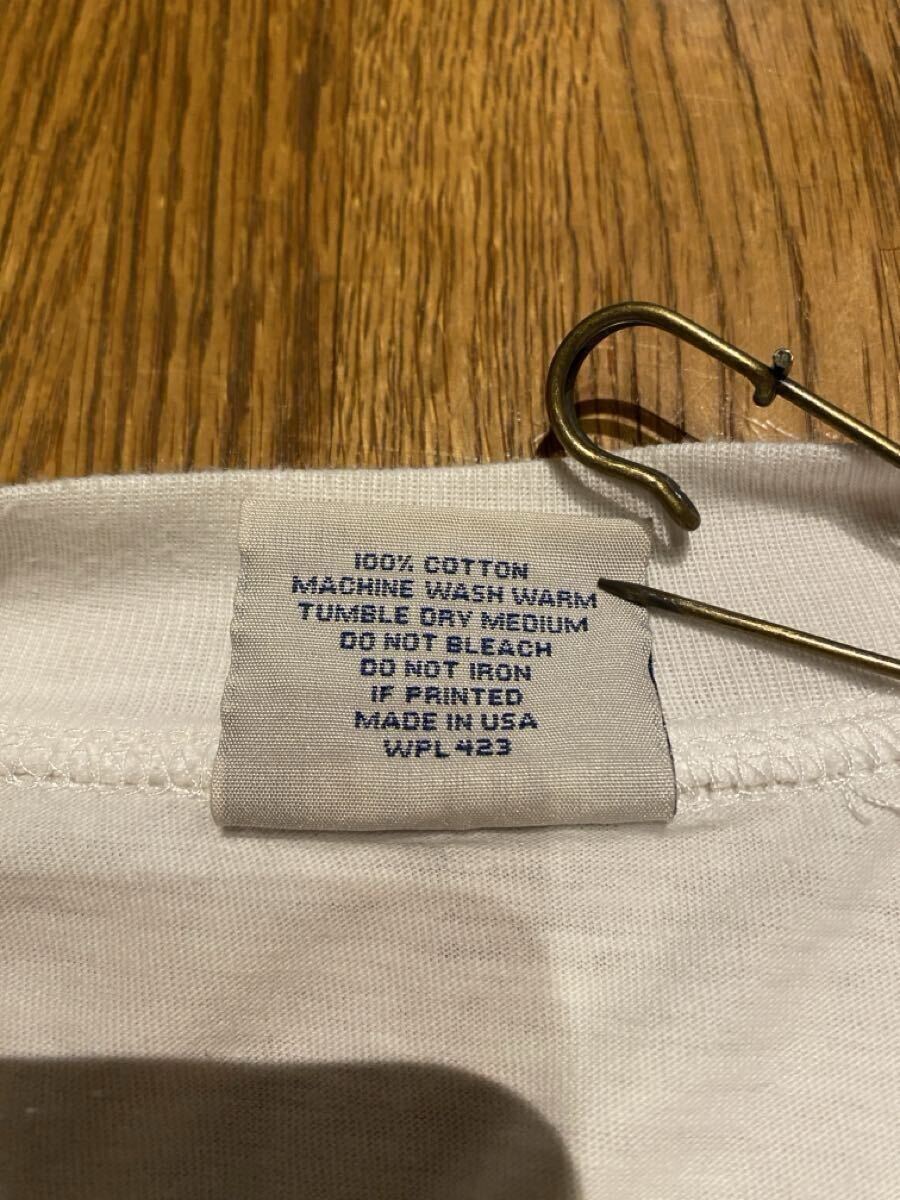 100% COTTON
MACHINE WASH WARM
TUMBLE DRY MEDIUM
DO NOT BLEACH
DO NOT IRON
IF PRINTED
MADE IN USA
WPL 423